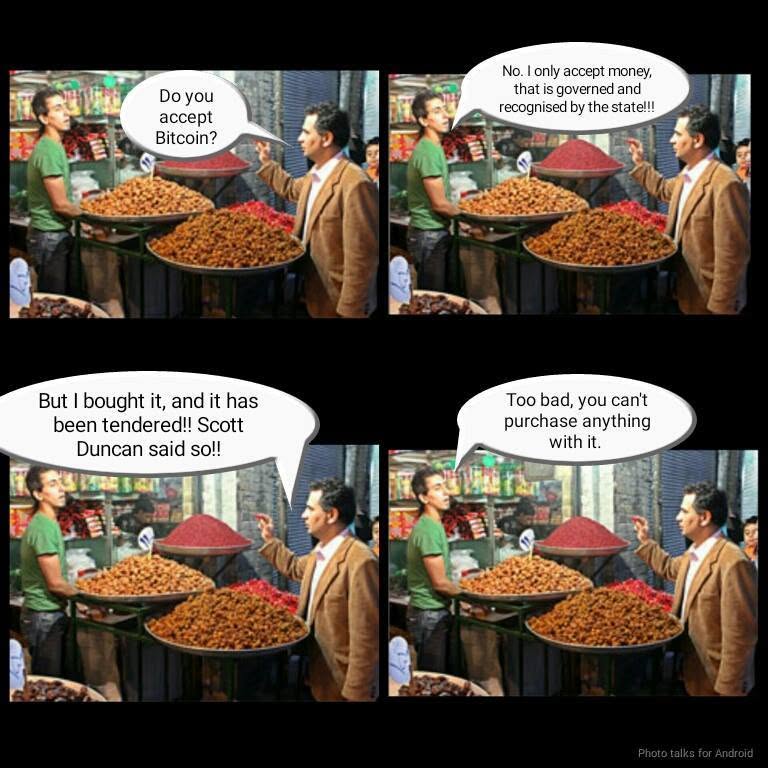 Do you
accept
Bitcoin?
No. I only accept money,
that is governed and
recognised by the state!!!
But I bought it, and it has
been tendered!! Scott
Duncan said so!!
Too bad, you can't
purchase anything
with it.
Photo talks for Android